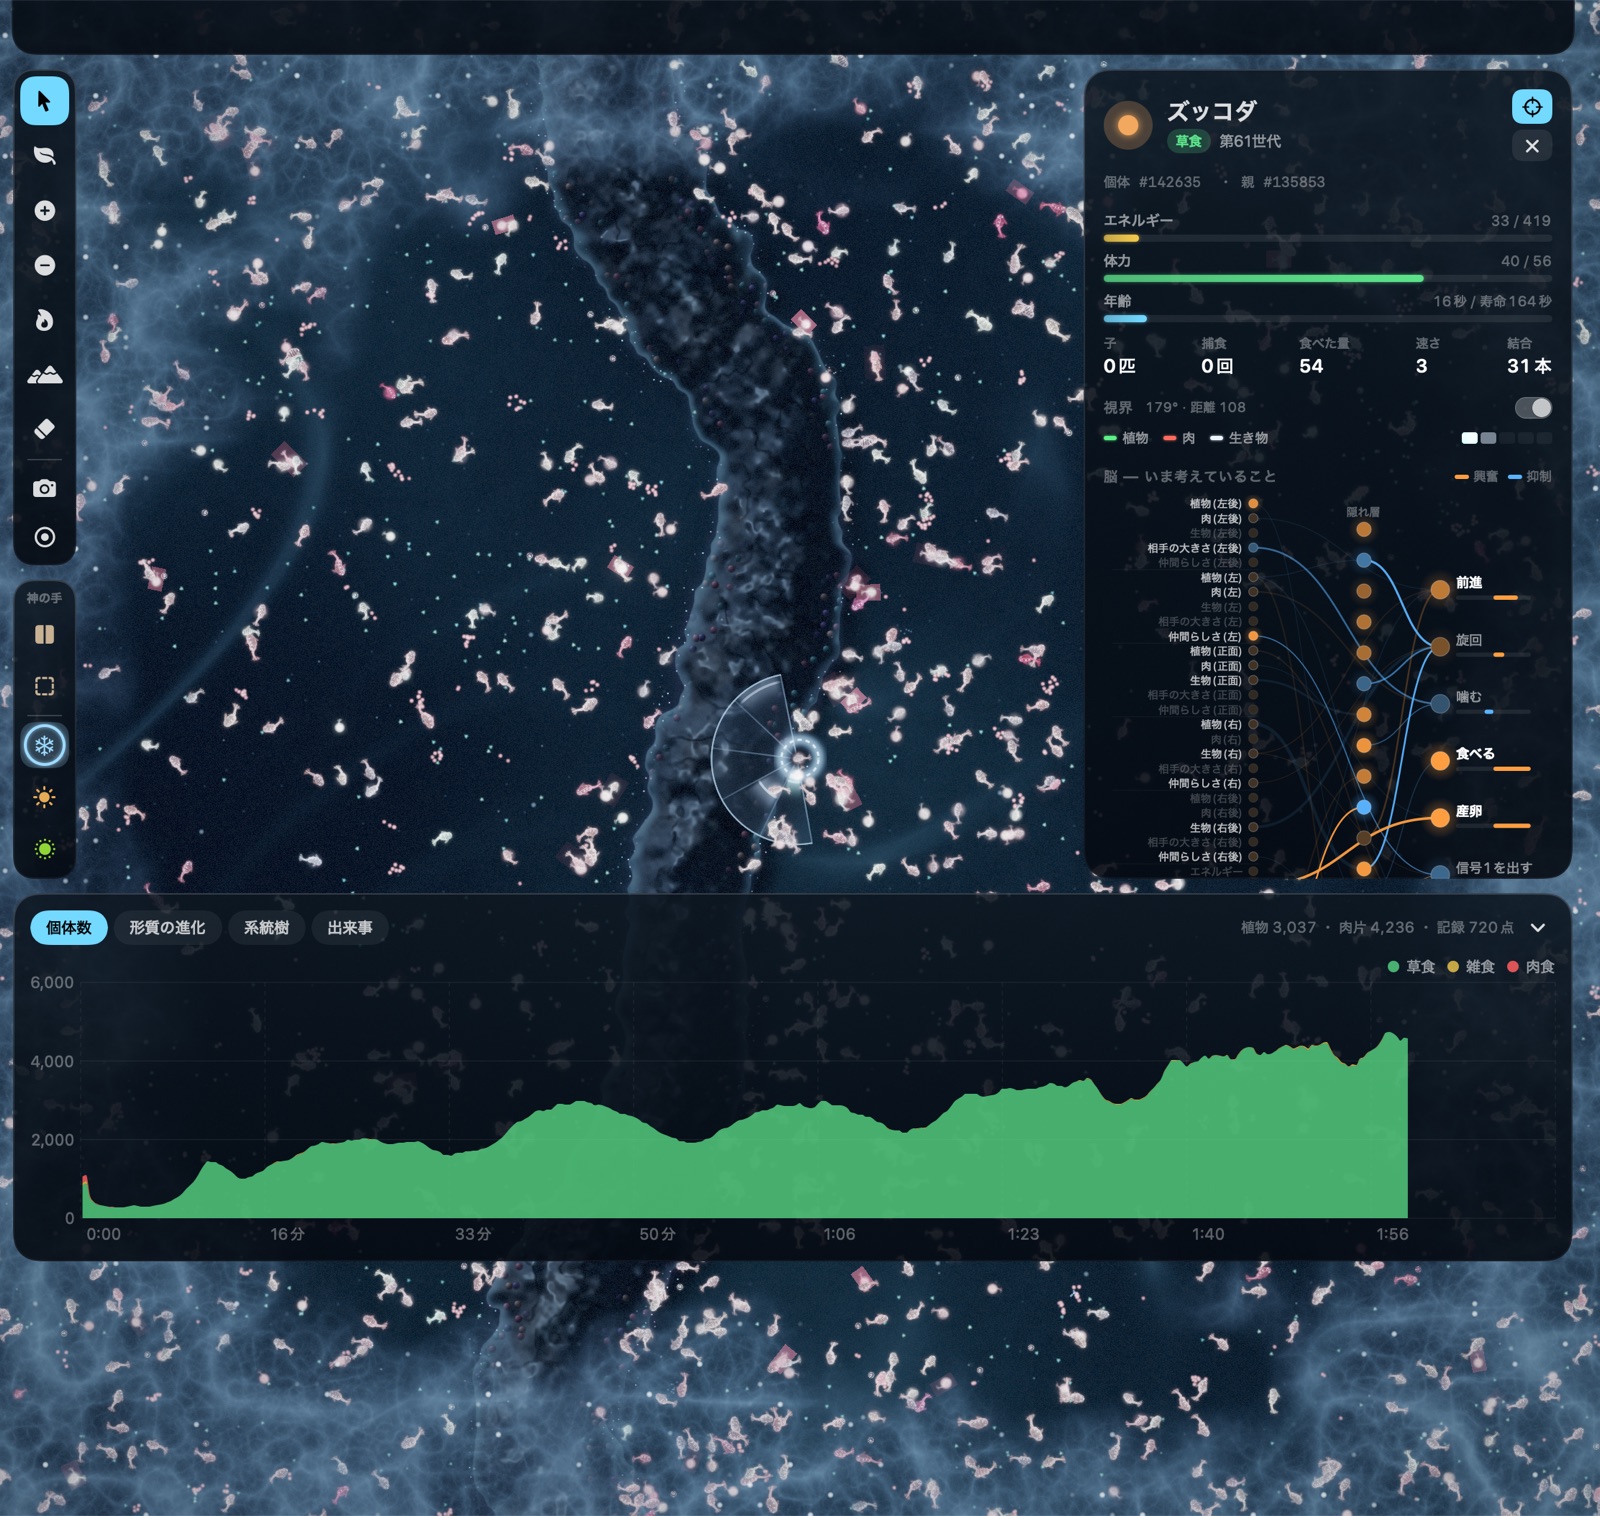 神の手
ズッコダ
草食 第61世代
個体 #142635 ・ 親 #135853
エネルギー 33 / 419
体力 40 / 56
年齢 16秒 / 寿命164秒
子 捕食 食べた量 速さ 結合
0匹 0回 54 3 31本
視界 179°・距離 108
植物 肉 生き物
脳 — いま考えていること 興奮 抑制
隠れ層
植物(左後)
肉(左後)
生物(左後)
相手の大きさ(左後)
仲間らしさ(左後)
植物(左)
肉(左)
生物(左)
相手の大きさ(左)
仲間らしさ(左)
植物(正面)
肉(正面)
生物(正面)
相手の大きさ(正面)
仲間らしさ(正面)
植物(右)
肉(右)
生物(右)
相手の大きさ(右)
仲間らしさ(右)
植物(右後)
肉(右後)
生物(右後)
相手の大きさ(右後)
仲間らしさ(右後)
エネルギー
前進
旋回
噛む
食べる
産卵
信号1を出す
個体数 形質の進化 系統樹 出来事
植物 3,037 ・ 肉片 4,236 ・ 記録 720点
草食 雑食 肉食
6,000
4,000
2,000
0
0:00 16分 33分 50分 1:06 1:23 1:40 1:56